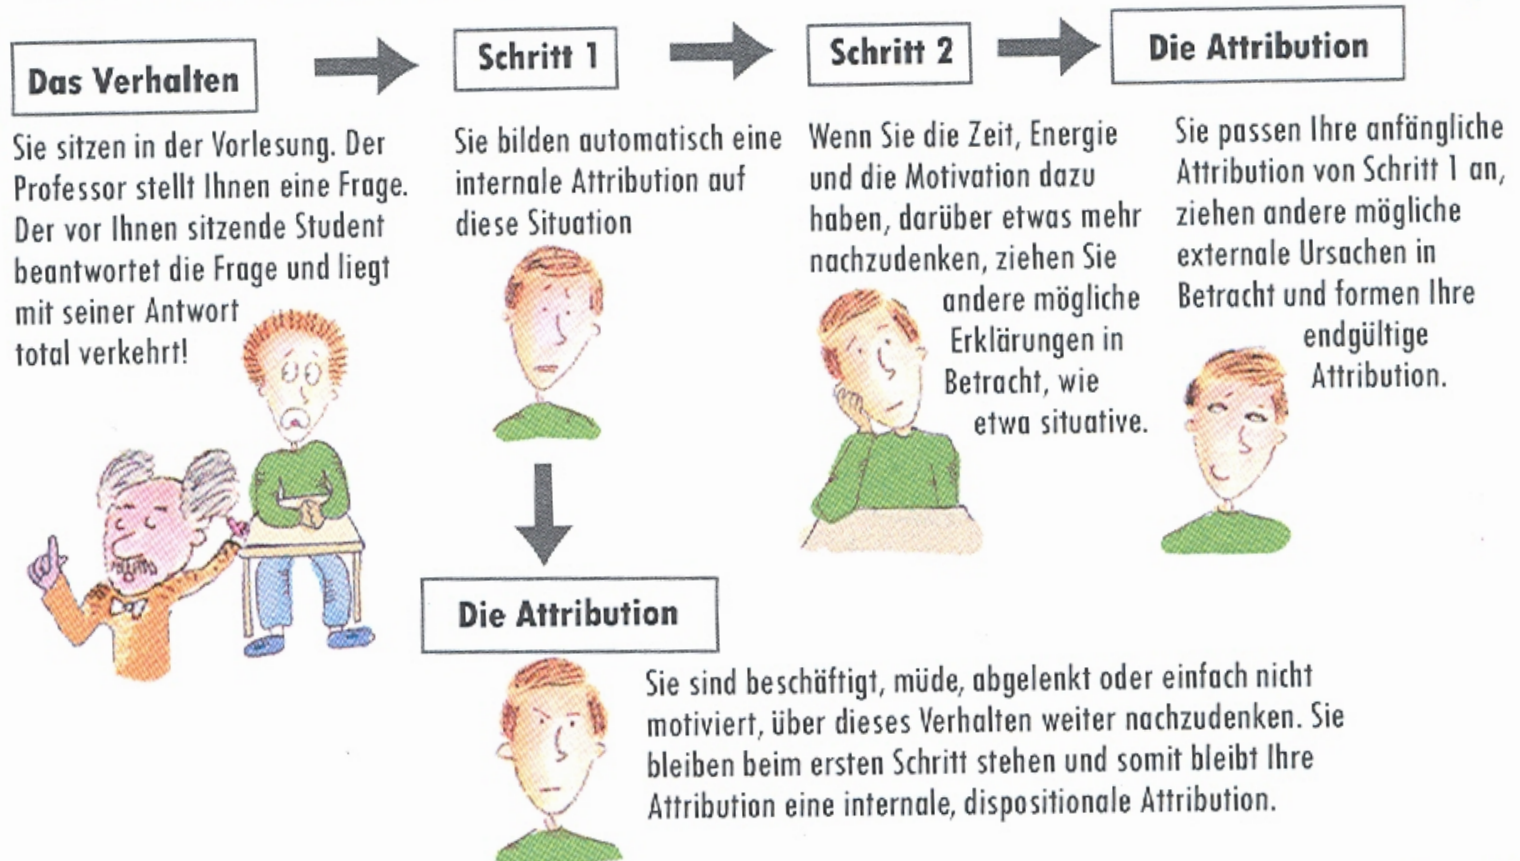 Das Verhalten
Sie sitzen in der Vorlesung. Der
Professor stellt Ihnen eine Frage.
Der vor Ihnen sitzende Student
beantwortet die Frage und liegt
mit seiner Antwort
total verkehrt!
Schritt 1
Sie bilden automatisch eine
internale Attribution auf
diese Situation
Schritt 2
Wenn Sie die Zeit, Energie
und die Motivation dazu
haben, darüber etwas mehr
nachzudenken, ziehen Sie
andere mögliche
Erklärungen in
Betracht, wie
etwa situative.
Die Attribution
Sie passen Ihre anfängliche
Attribution von Schritt 1 an,
ziehen andere mögliche
externale Ursachen in
Betracht und formen Ihre
endgültige
Attribution.
Die Attribution
Sie sind beschäftigt, müde, abgelenkt oder einfach nicht
motiviert, über dieses Verhalten weiter nachzudenken. Sie
bleiben beim ersten Schritt stehen und somit bleibt Ihre
Attribution eine internale, dispositionale Attribution.